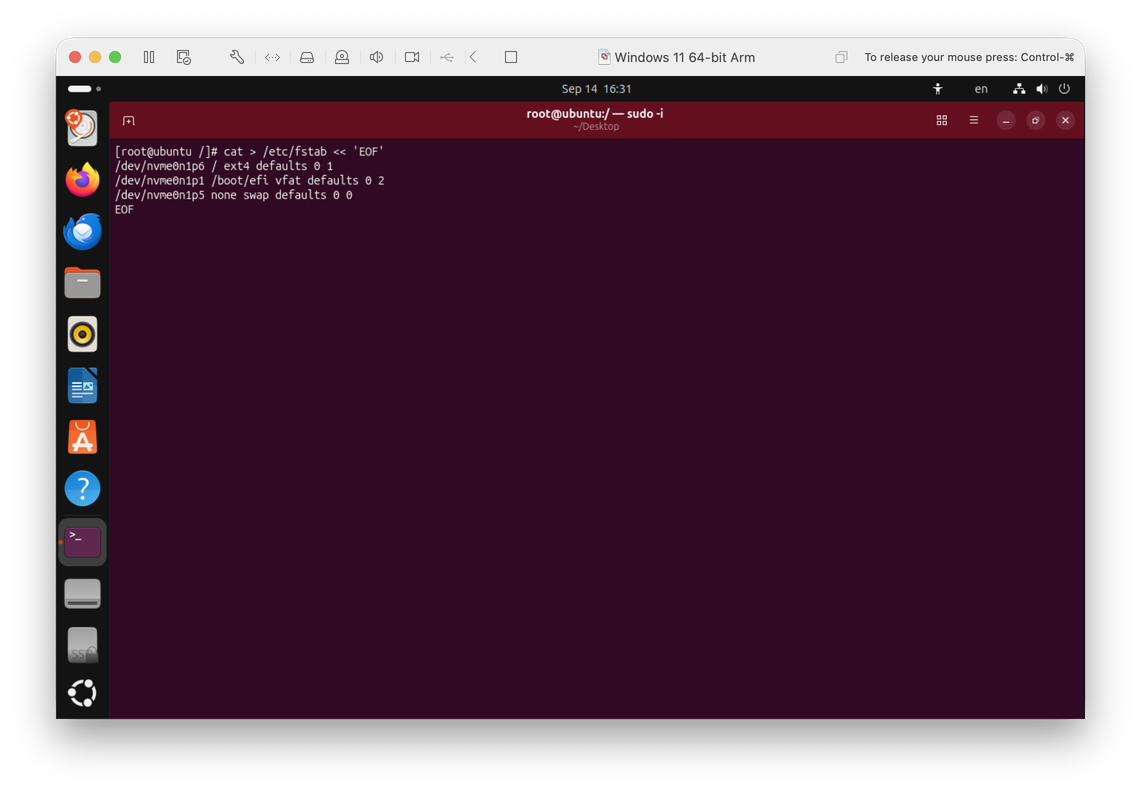 Windows 11 64-bit Arm
To release your mouse press: Control-⌘
Sep 14 16:31
en
root@ubuntu:/ — sudo -i
~/Desktop
[root@ubuntu /]# cat > /etc/fstab << 'EOF'
/dev/nvme0n1p6 / ext4 defaults 0 1
/dev/nvme0n1p1 /boot/efi vfat defaults 0 2
/dev/nvme0n1p5 none swap defaults 0 0
EOF
>_
?
SSD